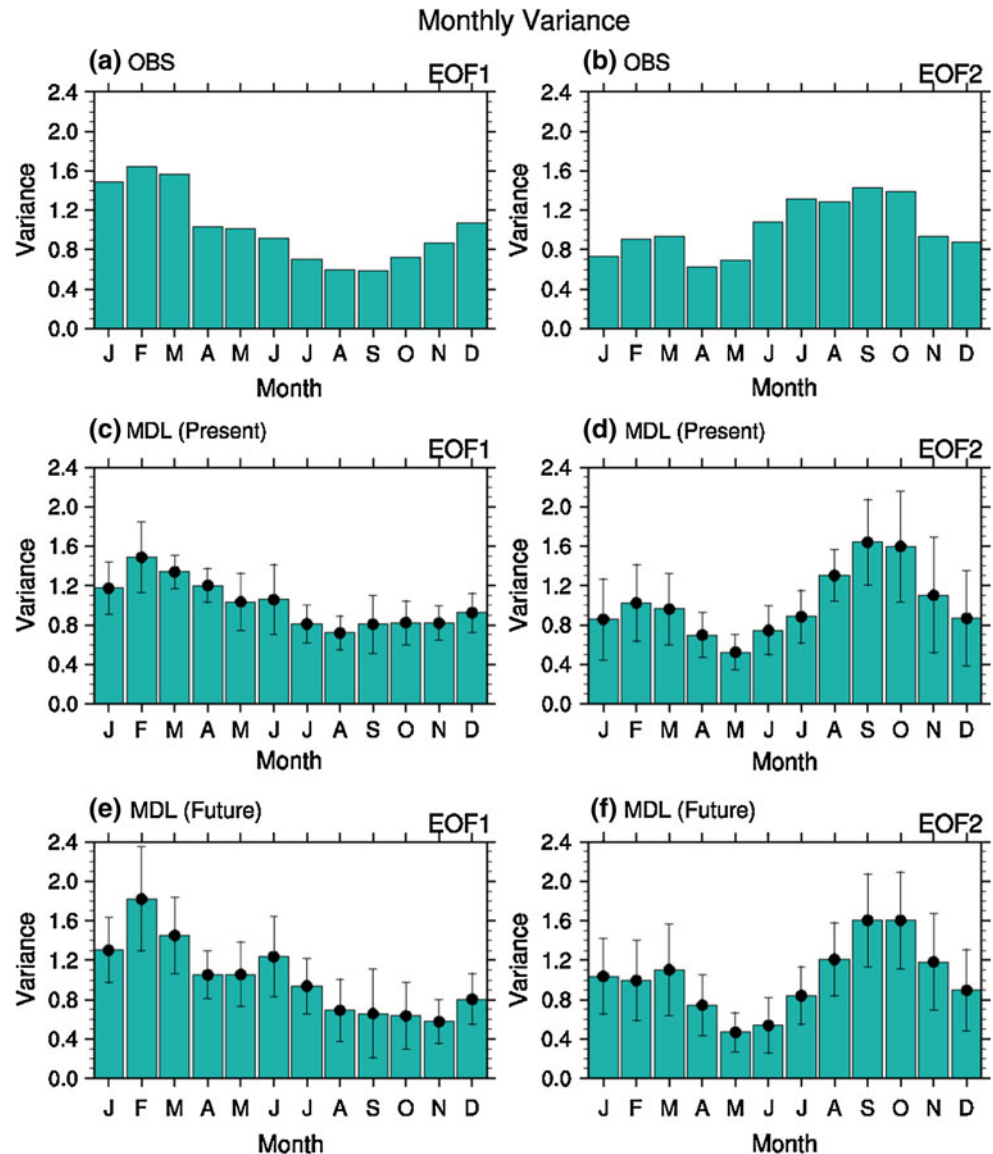 Monthly Variance
(a) OBS EOF1
2.4
2.0
1.6
1.2
0.8
0.4
0.0
Variance
J F M A M J J A S O N D
Month
(b) OBS EOF2
2.4
2.0
1.6
1.2
0.8
0.4
0.0
Variance
J F M A M J J A S O N D
Month
(c) MDL (Present) EOF1
2.4
2.0
1.6
1.2
0.8
0.4
0.0
Variance
J F M A M J J A S O N D
Month
(d) MDL (Present) EOF2
2.4
2.0
1.6
1.2
0.8
0.4
0.0
Variance
J F M A M J J A S O N D
Month
(e) MDL (Future) EOF1
2.4
2.0
1.6
1.2
0.8
0.4
0.0
Variance
J F M A M J J A S O N D
Month
(f) MDL (Future) EOF2
2.4
2.0
1.6
1.2
0.8
0.4
0.0
Variance
J F M A M J J A S O N D
Month